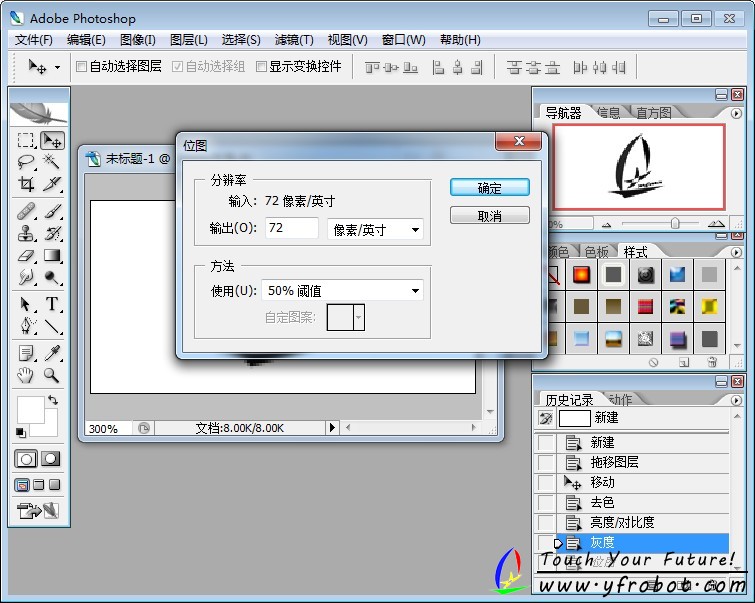 Adobe Photoshop
文件(F) 编辑(E) 图像(I) 图层(L) 选择(S) 滤镜(T) 视图(V) 窗口(W) 帮助(H)
自动选择图层 自动选择组 显示变换控件
导航器 信息 直方图
未标题-1 @
位图
分辨率
输入: 72 像素/英寸
输出(O): 72 像素/英寸
确定
取消
方法
使用(U): 50% 阈值
自定图案:
颜色 色板 样式
300% 文档:8.00K/8.00K
历史记录 动作
新建
新建
拖移图层
移动
去色
亮度/对比度
灰度
Touch Your Future!
www.yfrobot.com